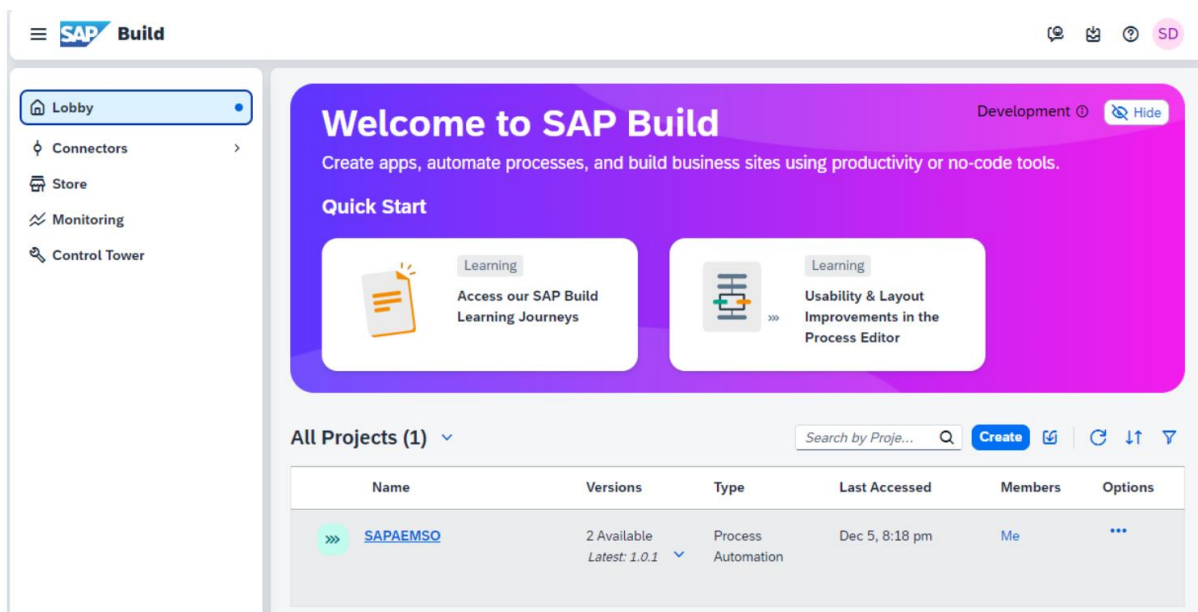 SAP Build
SD
Lobby
Connectors
Store
Monitoring
Control Tower
Welcome to SAP Build
Development
Hide
Create apps, automate processes, and build business sites using productivity or no-code tools.
Quick Start
Learning
Access our SAP Build
Learning Journeys
Learning
Usability & Layout
Improvements in the
Process Editor
All Projects (1)
Search by Proje...
Create
Name Versions Type Last Accessed Members Options
SAPAEMSO 2 Available Process Dec 5, 8:18 pm Me
Latest: 1.0.1 Automation